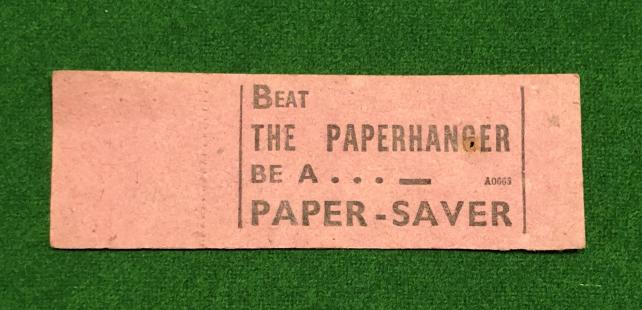 BEAT
THE PAPERHANGER
BE A . . . —
A0663
PAPER-SAVER